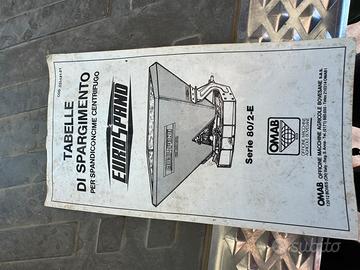 TABELLE
DI SPARGIMENTO
PER SPANDICONCIME CENTRIFUGO
EUROSPAND
Serie 80/2-E
OMAB
OMAB OFFICINE MACCHINE AGRICOLE BOVESANE
subito